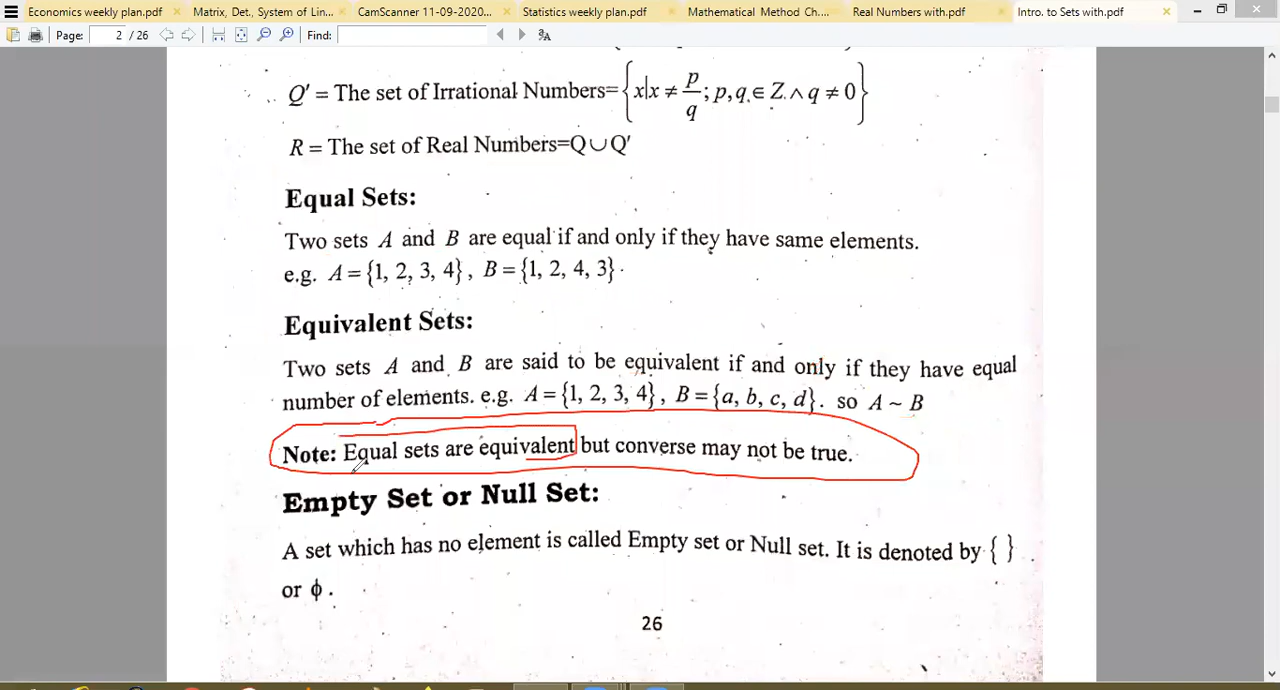 Economics weekly plan.pdf
Matrix, Det., System of Lin...
CamScanner 11-09-2020...
Statistics weekly plan.pdf
Mathematical Method Ch....
Real Numbers with.pdf
Intro. to Sets with.pdf
Page: 2 / 26 Find:
Q′ = The set of Irrational Numbers={x|x ≠ p/q; p, q ∈ Z ∧ q ≠ 0}
R = The set of Real Numbers=Q∪Q′
Equal Sets:
Two sets A and B are equal if and only if they have same elements.
e.g. A = {1, 2, 3, 4}, B = {1, 2, 4, 3}
Equivalent Sets:
Two sets A and B are said to be equivalent if and only if they have equal
number of elements. e.g. A = {1, 2, 3, 4}, B = {a, b, c, d}. so A ~ B
Note: Equal sets are equivalent but converse may not be true.
Empty Set or Null Set:
A set which has no element is called Empty set or Null set. It is denoted by { }
or ϕ.
26